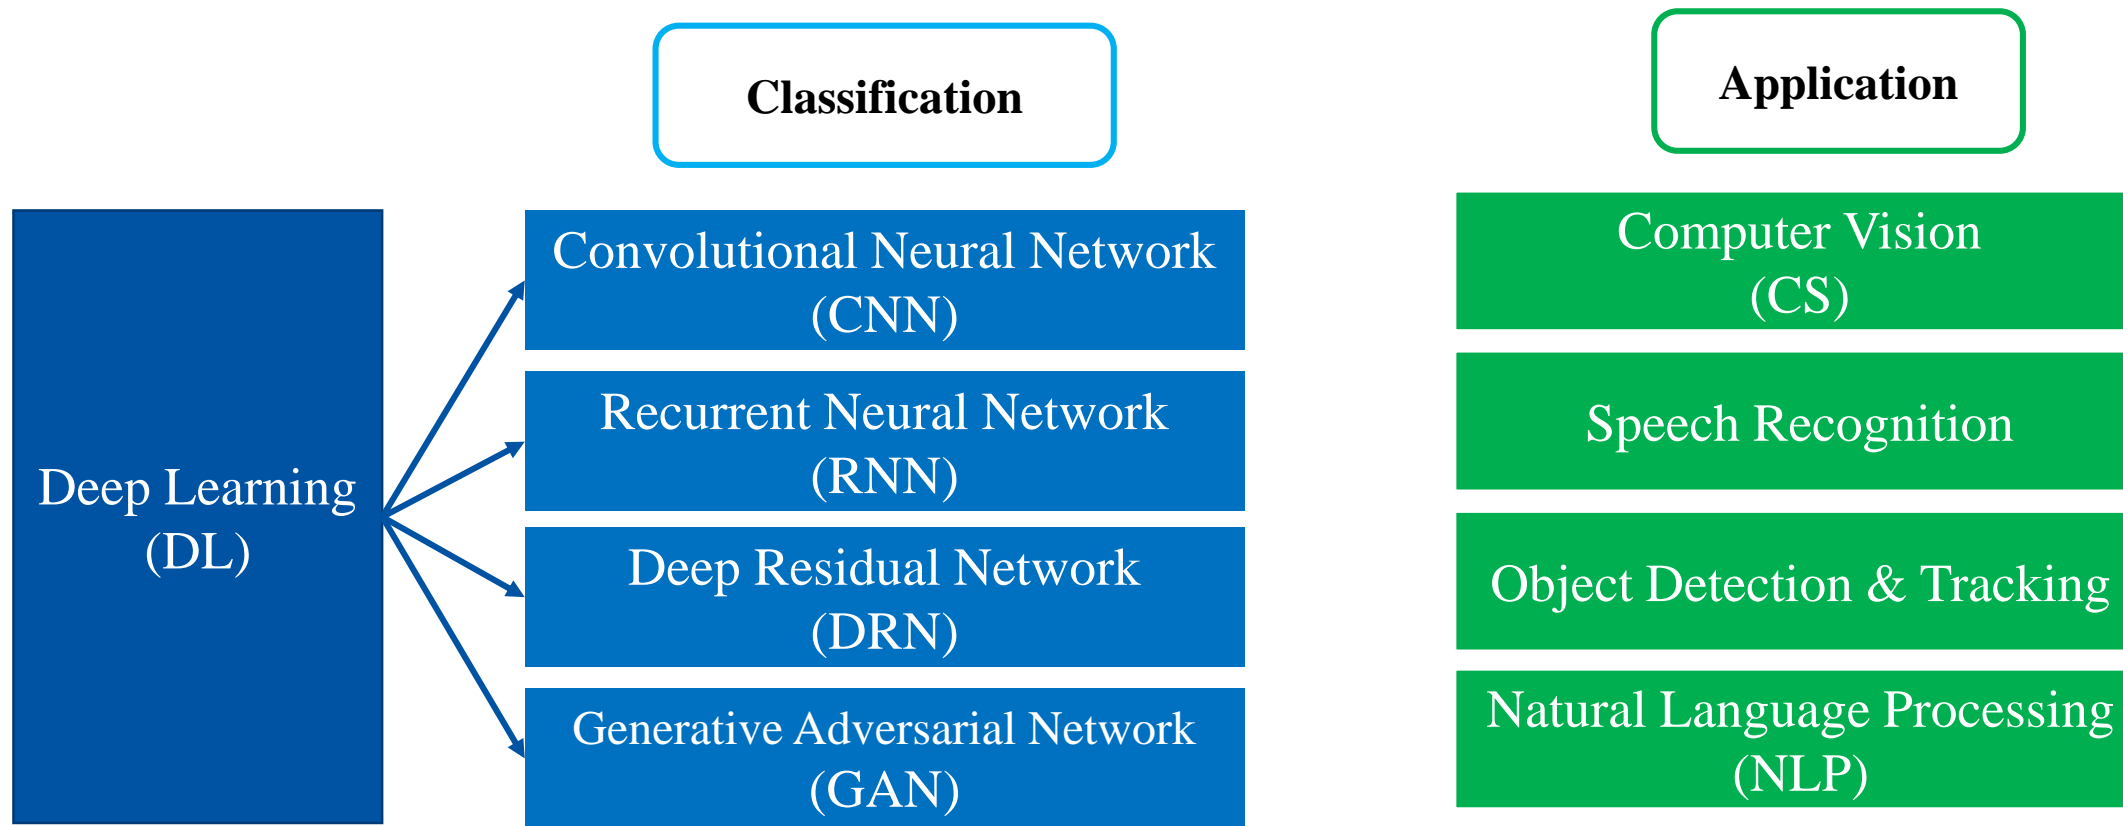 Classification
Application
Deep Learning
(DL)
Convolutional Neural Network
(CNN)
Recurrent Neural Network
(RNN)
Deep Residual Network
(DRN)
Generative Adversarial Network
(GAN)
Computer Vision
(CS)
Speech Recognition
Object Detection & Tracking
Natural Language Processing
(NLP)